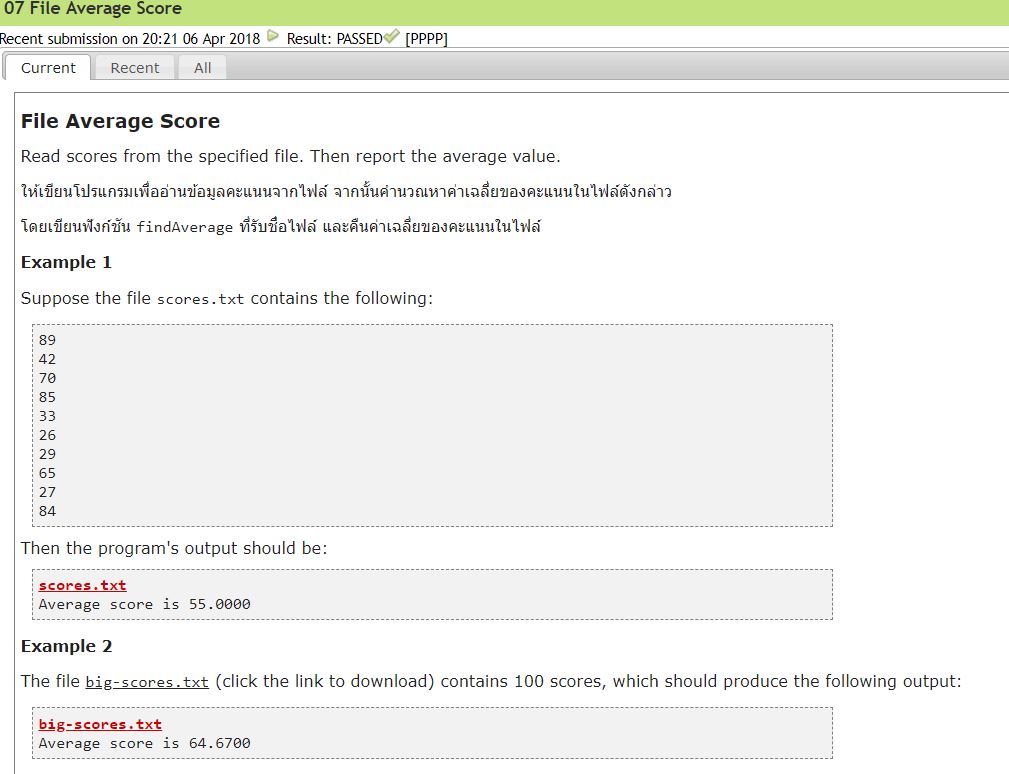 07 File Average Score
Recent submission on 20:21 06 Apr 2018 Result: PASSED [PPPP]
Current Recent All
File Average Score
Read scores from the specified file. Then report the average value.
ให้เขียนโปรแกรมเพื่ออ่านข้อมูลคะแนนจากไฟล์ จากนั้นคำนวณหาค่าเฉลี่ยของคะแนนในไฟล์ดังกล่าว
โดยเขียนฟังก์ชัน findAverage ที่รับชื่อไฟล์ และคืนค่าเฉลี่ยของคะแนนในไฟล์
Example 1
Suppose the file scores.txt contains the following:
89
42
70
85
33
26
29
65
27
84
Then the program's output should be:
scores.txt
Average score is 55.0000
Example 2
The file big-scores.txt (click the link to download) contains 100 scores, which should produce the following output:
big-scores.txt
Average score is 64.6700